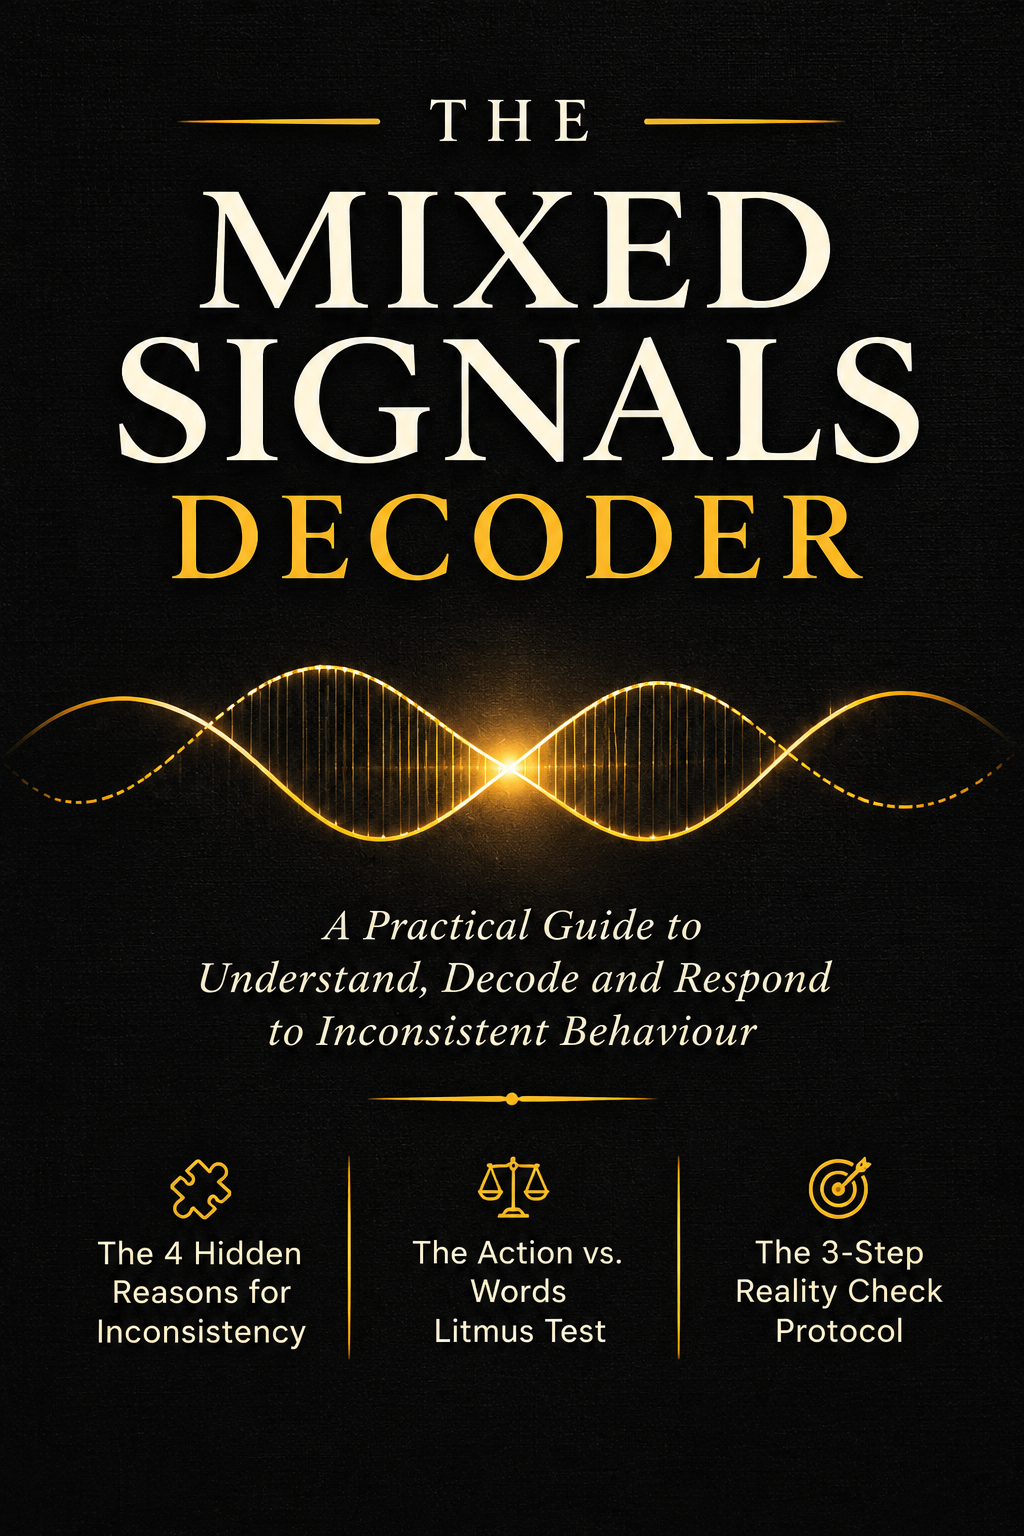 THE
MIXED
SIGNALS
DECODER
A Practical Guide to
Understand, Decode and Respond
to Inconsistent Behaviour
The 4 Hidden
Reasons for
Inconsistency
The Action vs.
Words
Litmus Test
The 3-Step
Reality Check
Protocol